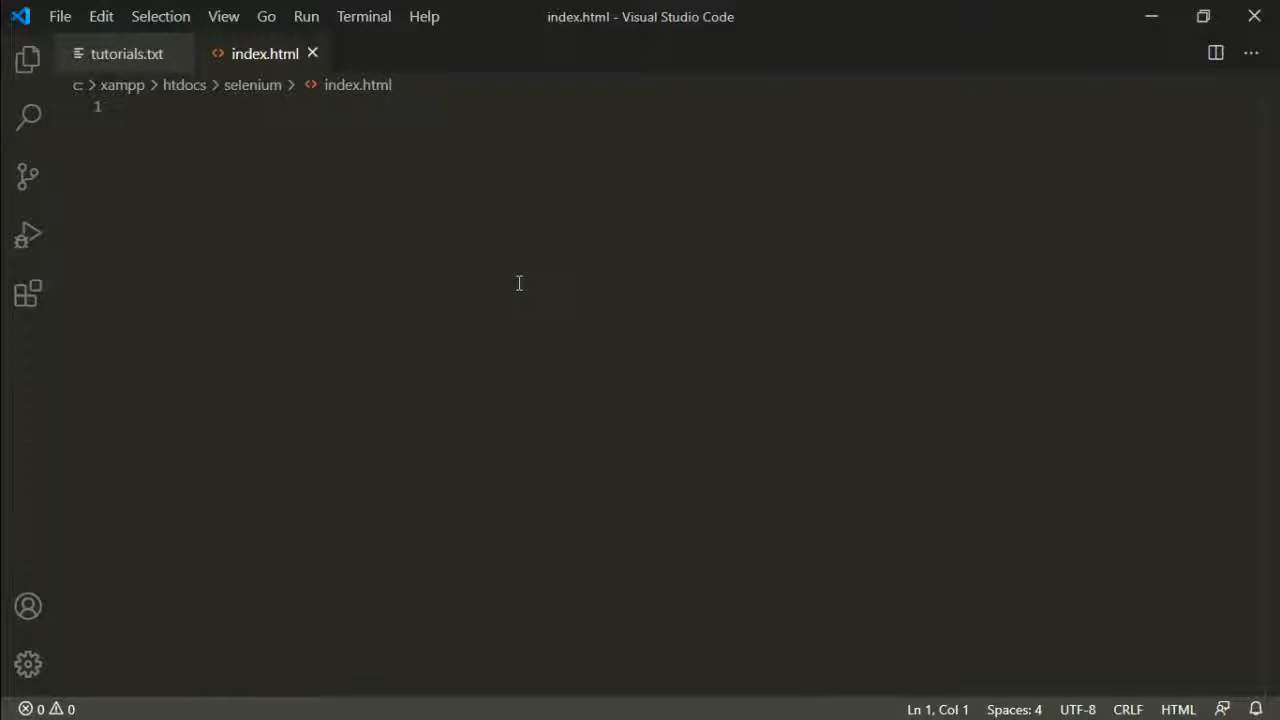 File Edit Selection View Go Run Terminal Help index.html - Visual Studio Code
tutorials.txt index.html
c > xampp > htdocs > selenium > index.html
1
0 0 Ln 1, Col 1 Spaces: 4 UTF-8 CRLF HTML